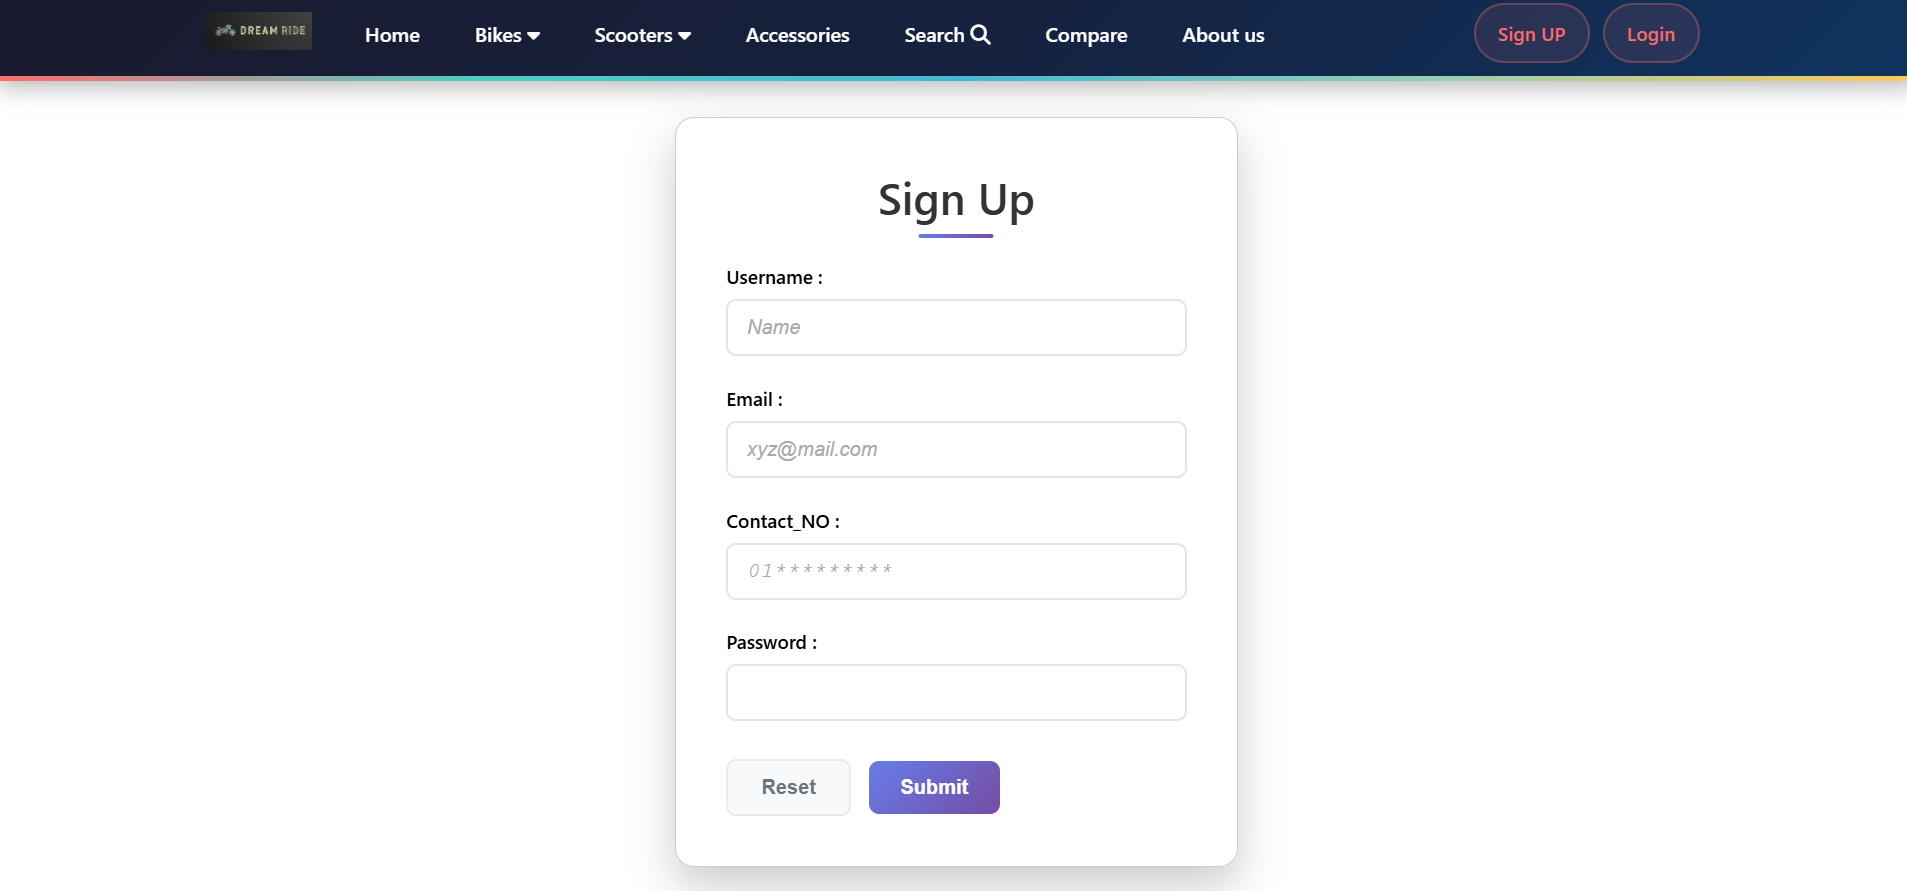 DREAM RIDE
Home
Bikes
Scooters
Accessories
Search
Compare
About us
Sign UP
Login
Sign Up
Username :
Name
Email :
xyz@mail.com
Contact_NO :
01*********
Password :
Reset
Submit